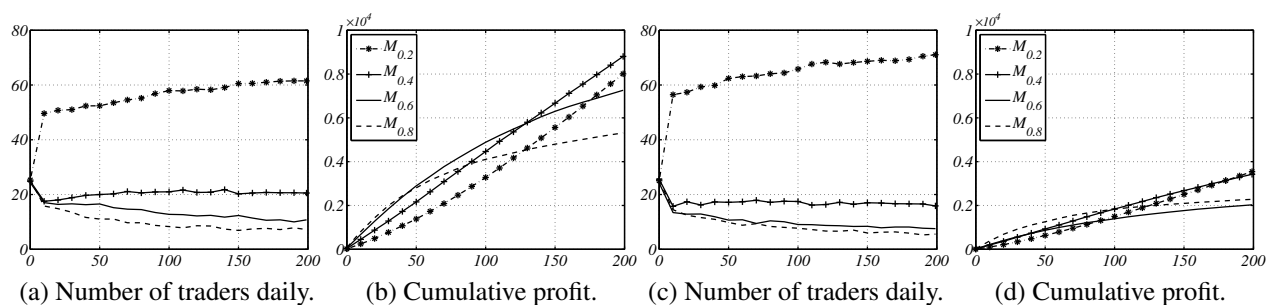 80
60
40
20
0
0 50 100 150 200
(a) Number of traders daily.
1 ×10⁴
0.8
0.6
0.4
0.2
0
0 50 100 150 200
M0.2
M0.4
M0.6
M0.8
(b) Cumulative profit.
80
60
40
20
0
0 50 100 150 200
(c) Number of traders daily.
1 ×10⁴
0.8
0.6
0.4
0.2
0
0 50 100 150 200
M0.2
M0.4
M0.6
M0.8
(d) Cumulative profit.